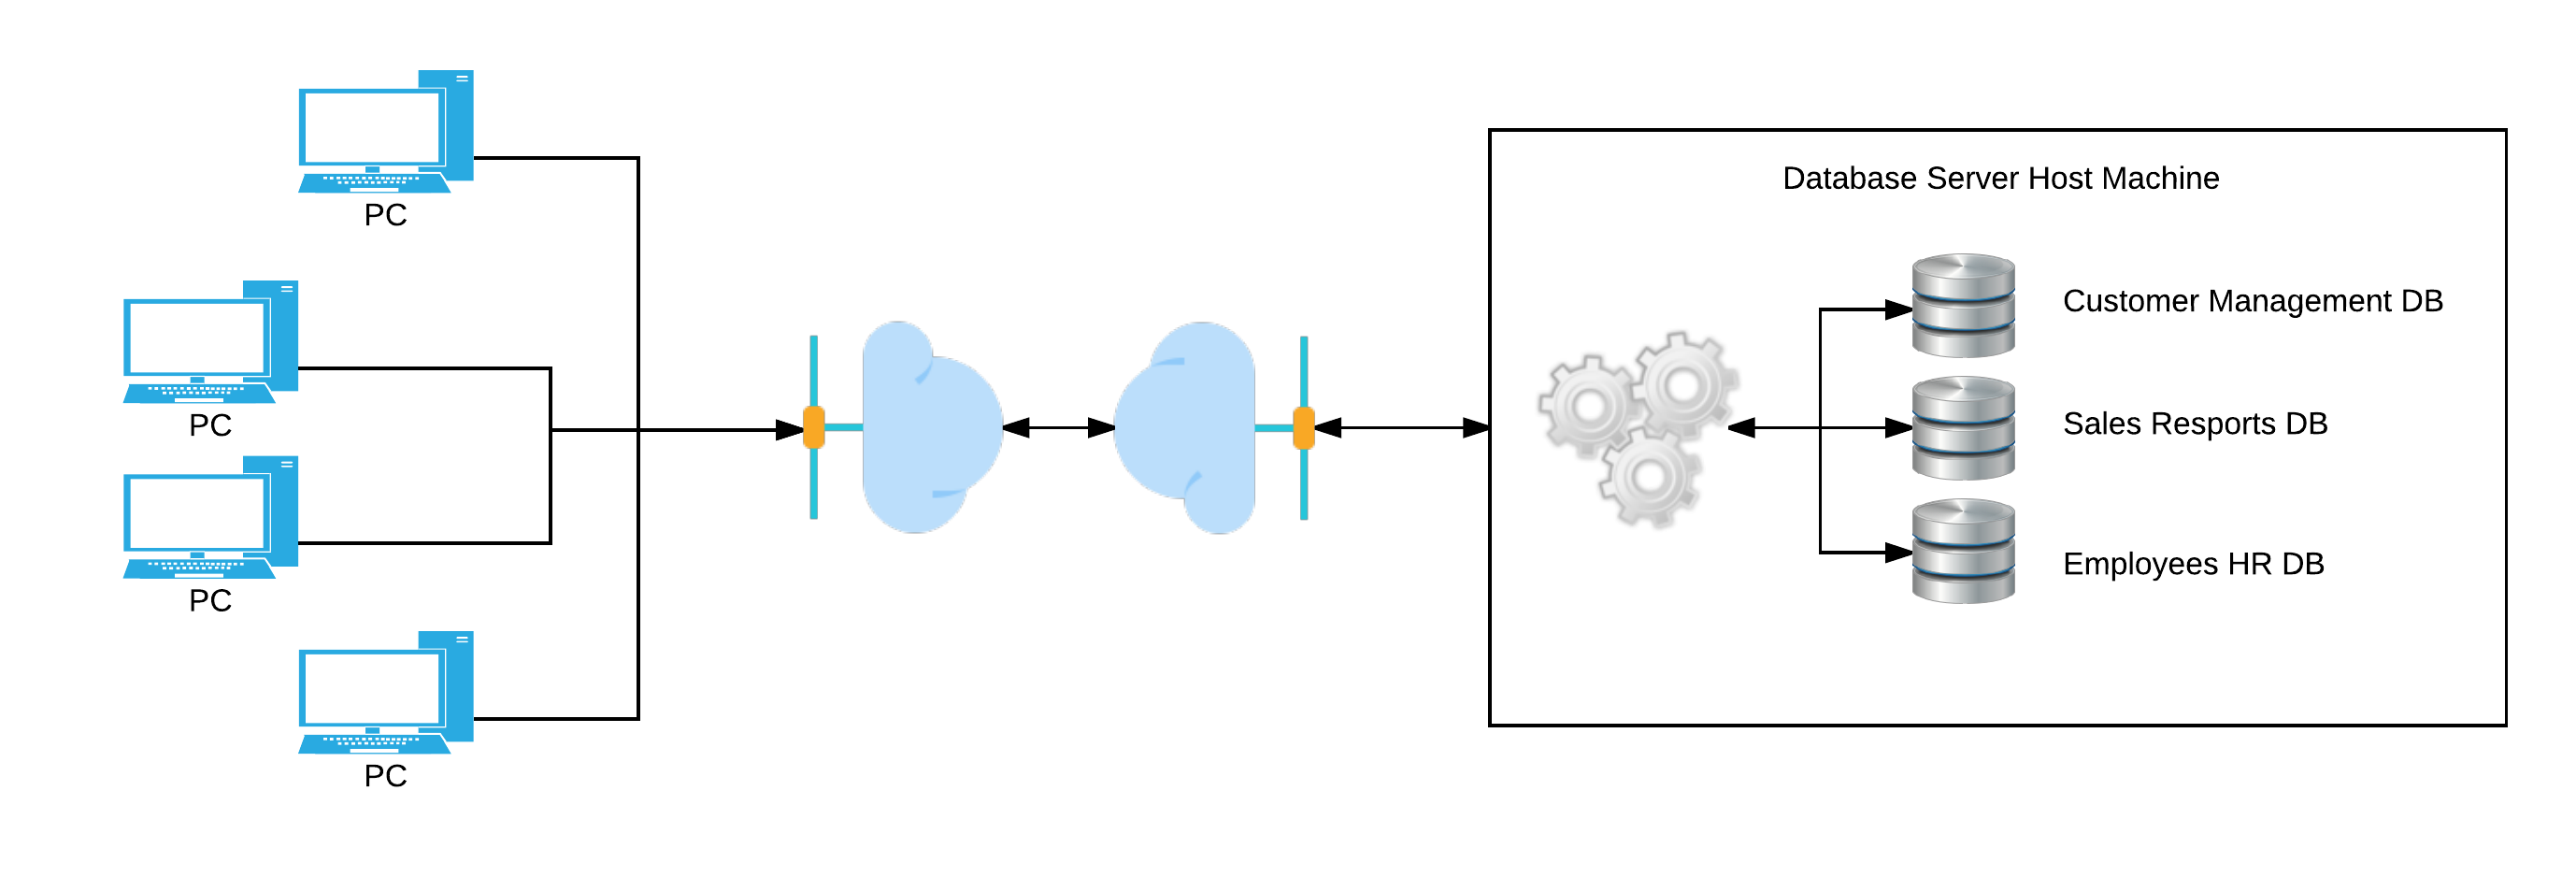 PC
PC
PC
PC
Database Server Host Machine
Customer Management DB
Sales Resports DB
Employees HR DB